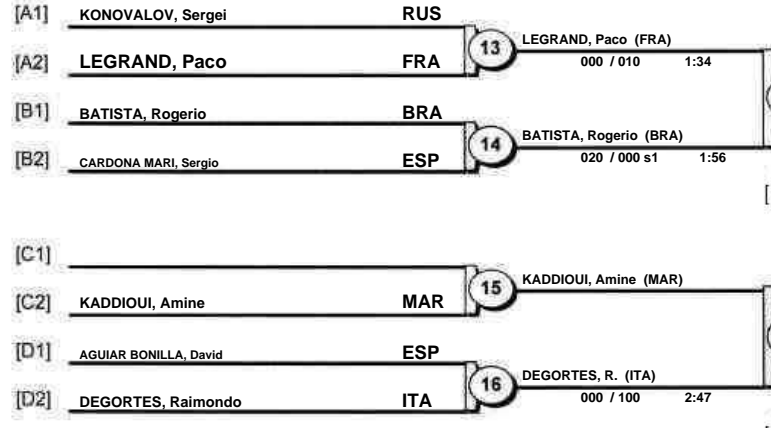 [A1] KONOVALOV, Sergei RUS
13 LEGRAND, Paco (FRA)
[A2] LEGRAND, Paco FRA
000 / 010 1:34
[B1] BATISTA, Rogerio BRA
14 BATISTA, Rogerio (BRA)
[B2] CARDONA MARI, Sergio ESP
020 / 000 s1 1:56
[
[C1]
15 KADDIOUI, Amine (MAR)
[C2] KADDIOUI, Amine MAR
[D1] AGUIAR BONILLA, David ESP
16 DEGORTES, R. (ITA)
[D2] DEGORTES, Raimondo ITA
000 / 100 2:47